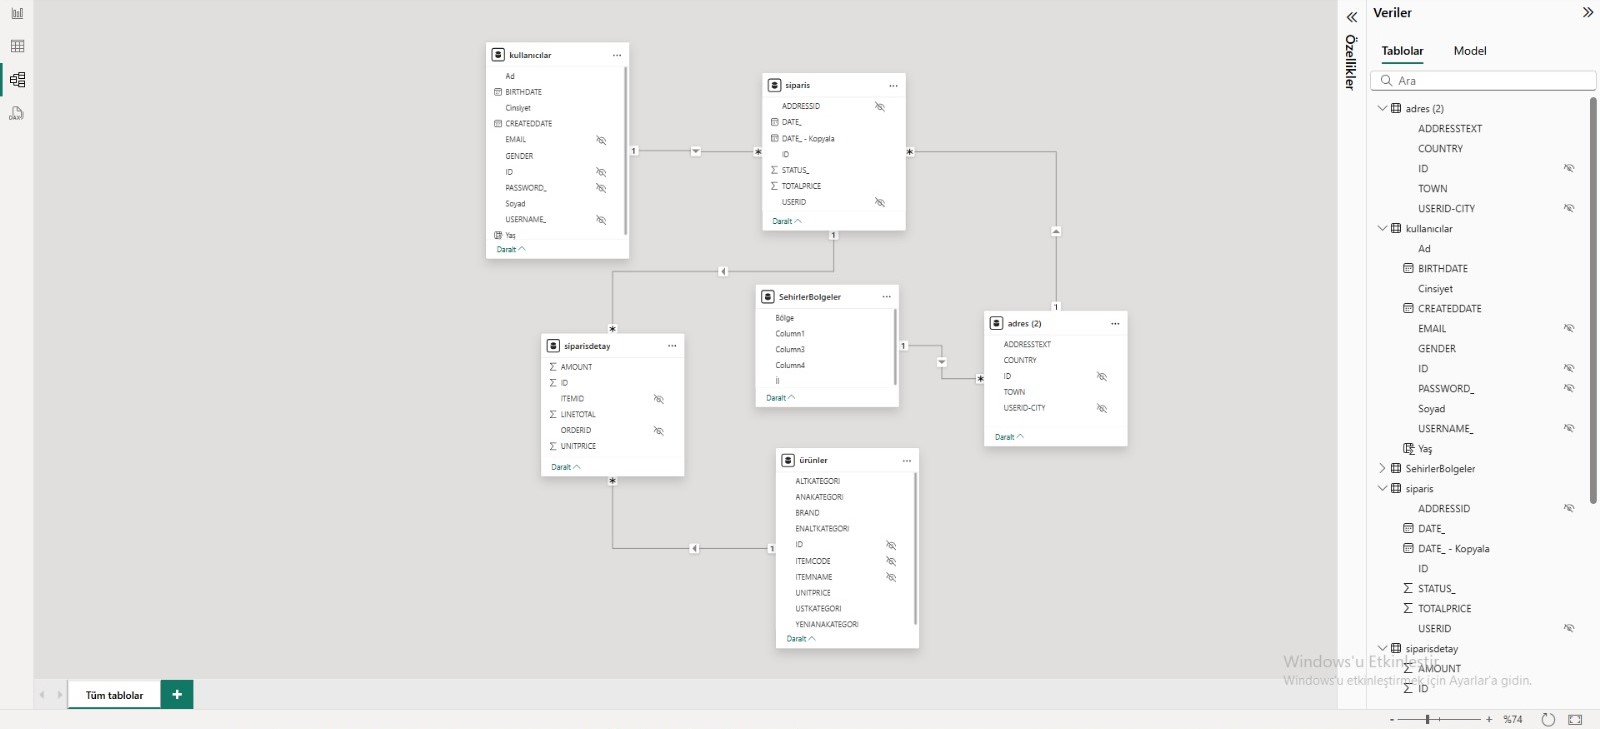 kullanıcılar
Ad
BIRTHDATE
Cinsiyet
CREATEDDATE
EMAIL
GENDER
ID
PASSWORD_
Soyad
USERNAME_
Yaş
Daralt
siparis
ADDRESSID
DATE_
DATE_ - Kopyala
ID
STATUS_
TOTALPRICE
USERID
Daralt
1
*
*
1
1
*
SehirlerBolgeler
Bölge
Column1
Column3
Column4
İl
Daralt
1
*
adres (2)
ADDRESSTEXT
COUNTRY
ID
TOWN
USERID-CITY
Daralt
siparisdetay
AMOUNT
ID
ITEMID
LINETOTAL
ORDERID
UNITPRICE
Daralt
*
1
ürünler
ALTKATEGORI
ANAKATEGORI
BRAND
ENALTKATEGORI
ID
ITEMCODE
ITEMNAME
UNITPRICE
USTKATEGORI
YENIANAKATEGORI
Daralt
Tüm tablolar
+
Özellikler
Veriler
Tablolar Model
Ara
adres (2)
ADDRESSTEXT
COUNTRY
ID
TOWN
USERID-CITY
kullanıcılar
Ad
BIRTHDATE
Cinsiyet
CREATEDDATE
EMAIL
GENDER
ID
PASSWORD_
Soyad
USERNAME_
Yaş
SehirlerBolgeler
siparis
ADDRESSID
DATE_
DATE_ - Kopyala
ID
STATUS_
TOTALPRICE
USERID
siparisdetay
AMOUNT
ID
Windows'u Etkinleştir
Windows'u etkinleştirmek için Ayarlar'a gidin.
- + %74